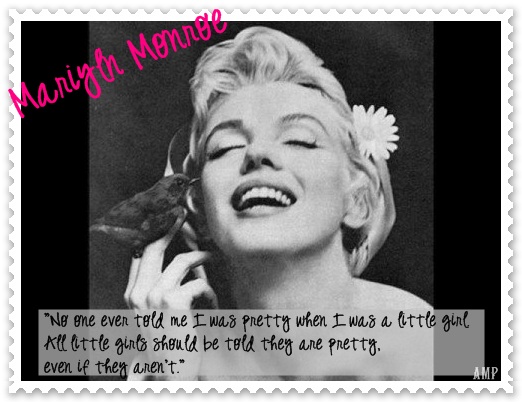 Mariyln Monroe
"No one ever told me I was pretty when I was a little girl.
All little girls should be told they are pretty,
even if they aren't."
AMP